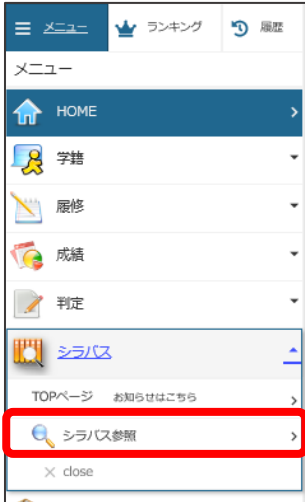 メニュー ランキング 履歴
メニュー
HOME
学籍
履修
成績
判定
シラバス
TOPページ お知らせはこちら
シラバス参照
× close